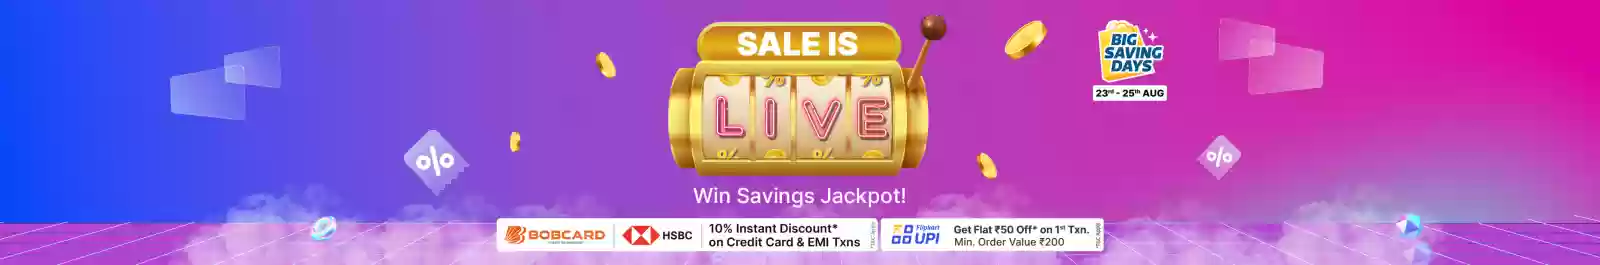 SALE IS
LIVE
Win Savings Jackpot!
BIG
SAVING
DAYS
23rd - 25th AUG
BOBCARD
HSBC
10% Instant Discount*
on Credit Card & EMI Txns
Flipkart
UPI
Get Flat ₹50 Off* on 1st Txn.
Min. Order Value ₹200